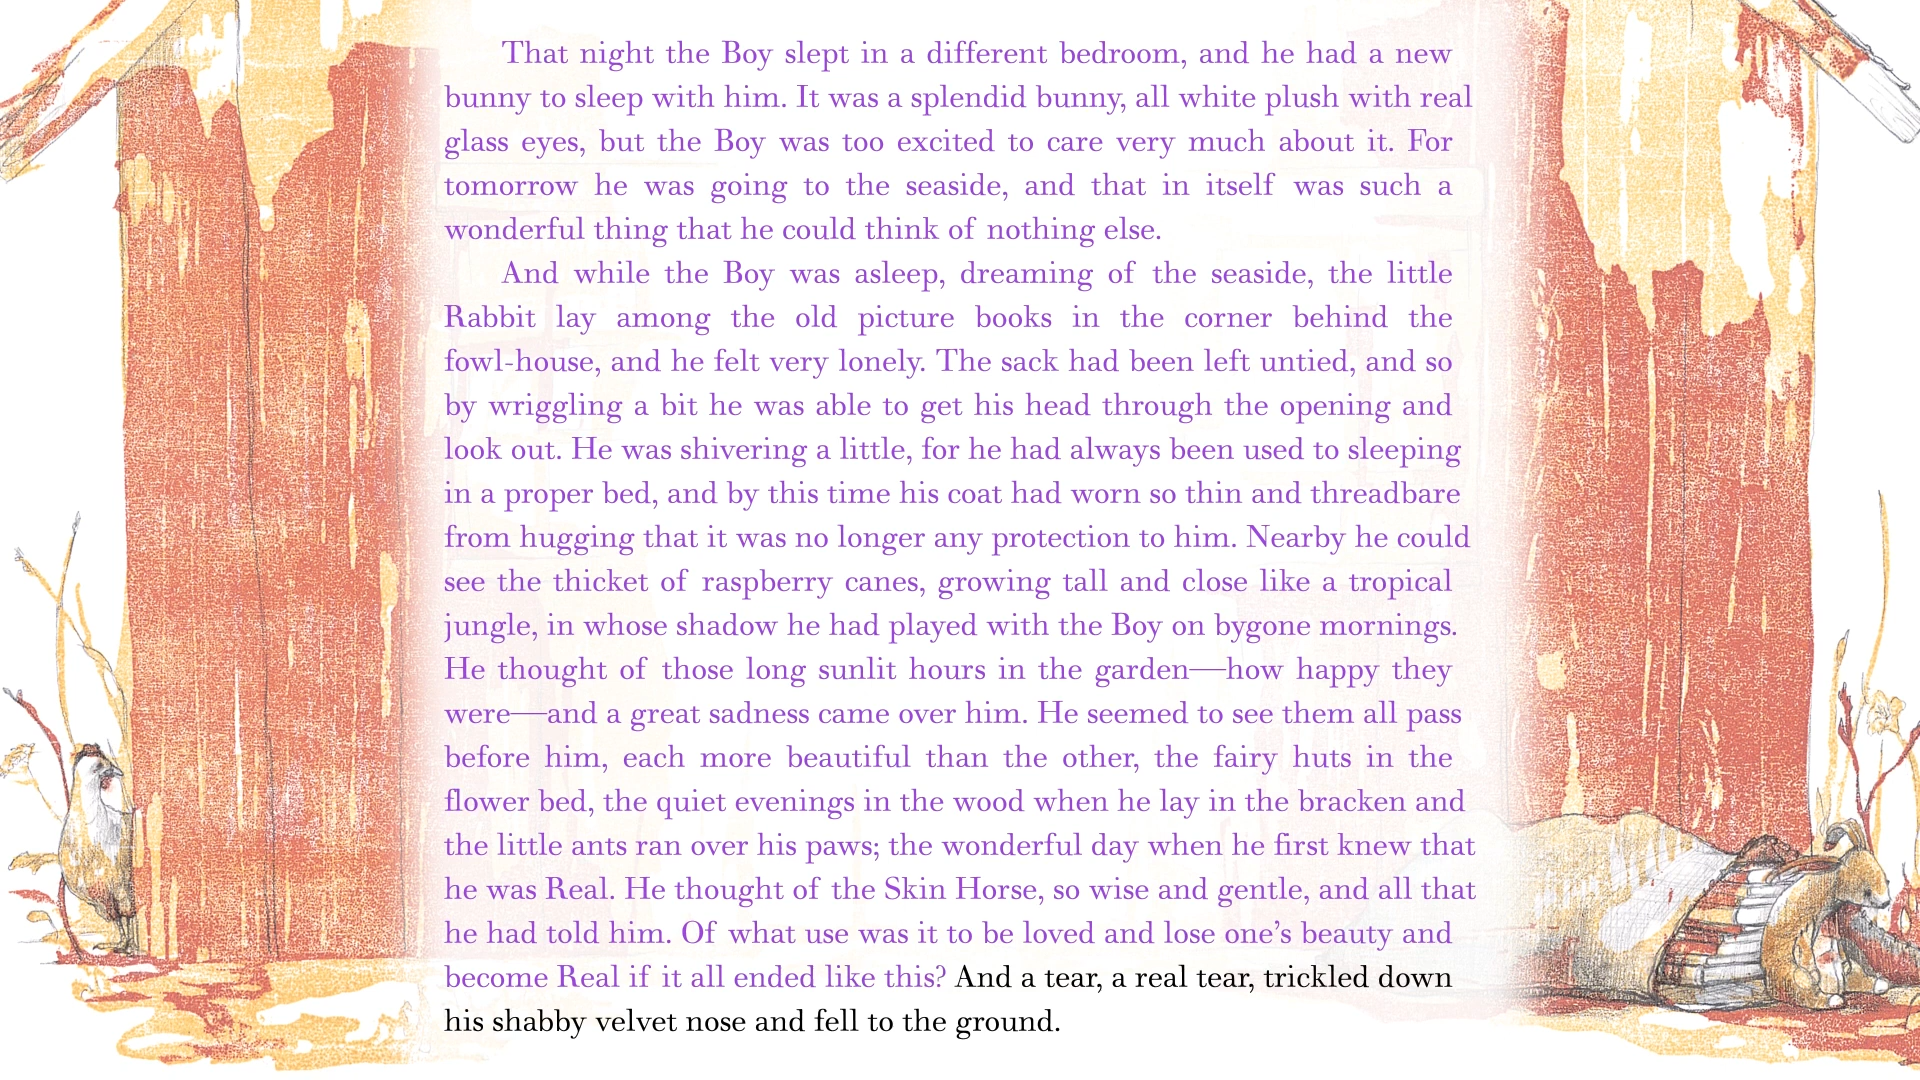 That night the Boy slept in a different bedroom, and he had a new
bunny to sleep with him. It was a splendid bunny, all white plush with real
glass eyes, but the Boy was too excited to care very much about it. For
tomorrow he was going to the seaside, and that in itself was such a
wonderful thing that he could think of nothing else.
And while the Boy was asleep, dreaming of the seaside, the little
Rabbit lay among the old picture books in the corner behind the
fowl-house, and he felt very lonely. The sack had been left untied, and so
by wriggling a bit he was able to get his head through the opening and
look out. He was shivering a little, for he had always been used to sleeping
in a proper bed, and by this time his coat had worn so thin and threadbare
from hugging that it was no longer any protection to him. Nearby he could
see the thicket of raspberry canes, growing tall and close like a tropical
jungle, in whose shadow he had played with the Boy on bygone mornings.
He thought of those long sunlit hours in the garden—how happy they
were—and a great sadness came over him. He seemed to see them all pass
before him, each more beautiful than the other, the fairy huts in the
flower bed, the quiet evenings in the wood when he lay in the bracken and
the little ants ran over his paws; the wonderful day when he first knew that
he was Real. He thought of the Skin Horse, so wise and gentle, and all that
he had told him. Of what use was it to be loved and lose one’s beauty and
become Real if it all ended like this? And a tear, a real tear, trickled down
his shabby velvet nose and fell to the ground.